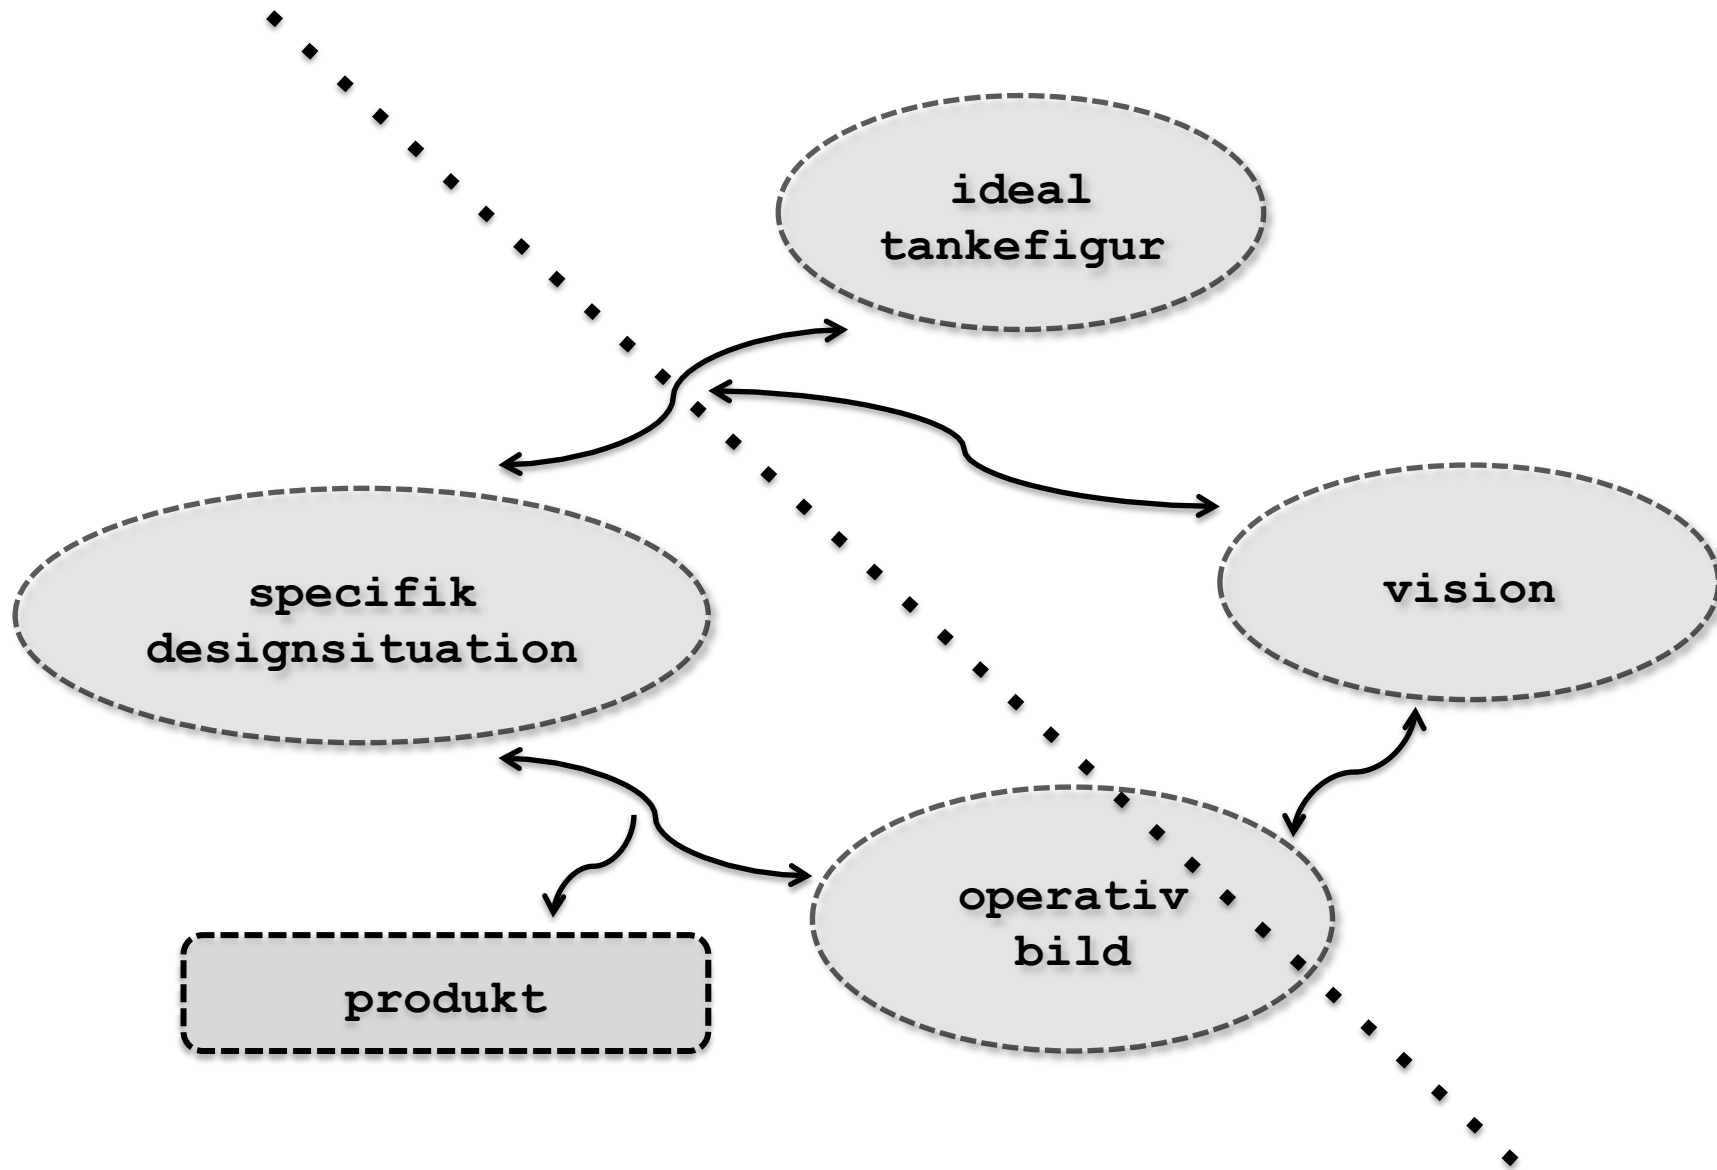 ideal
tankefigur
specifik
designsituation
vision
operativ
bild
produkt